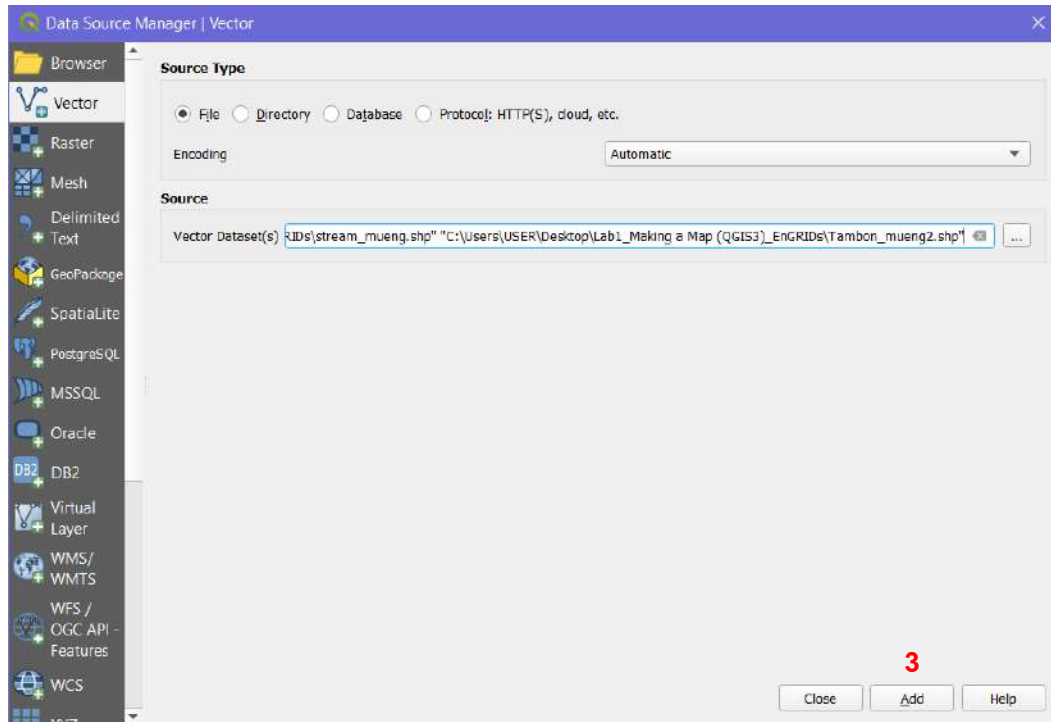 Data Source Manager | Vector
Browser
Vector
Raster
Mesh
Delimited
Text
GeoPackage
SpatiaLite
PostgreSQL
MSSQL
Oracle
DB2
DB2
Virtual
Layer
WMS/
WMTS
WFS /
OGC API -
Features
WCS
Source Type
File Directory Database Protocol: HTTP(S), cloud, etc.
Encoding Automatic
Source
Vector Dataset(s) RIDs\stream_mueng.shp" "C:\Users\USER\Desktop\Lab1_Making a Map (QGIS3)_EnGRIDs\Tambon_mueng2.shp" ...
3
Close Add Help